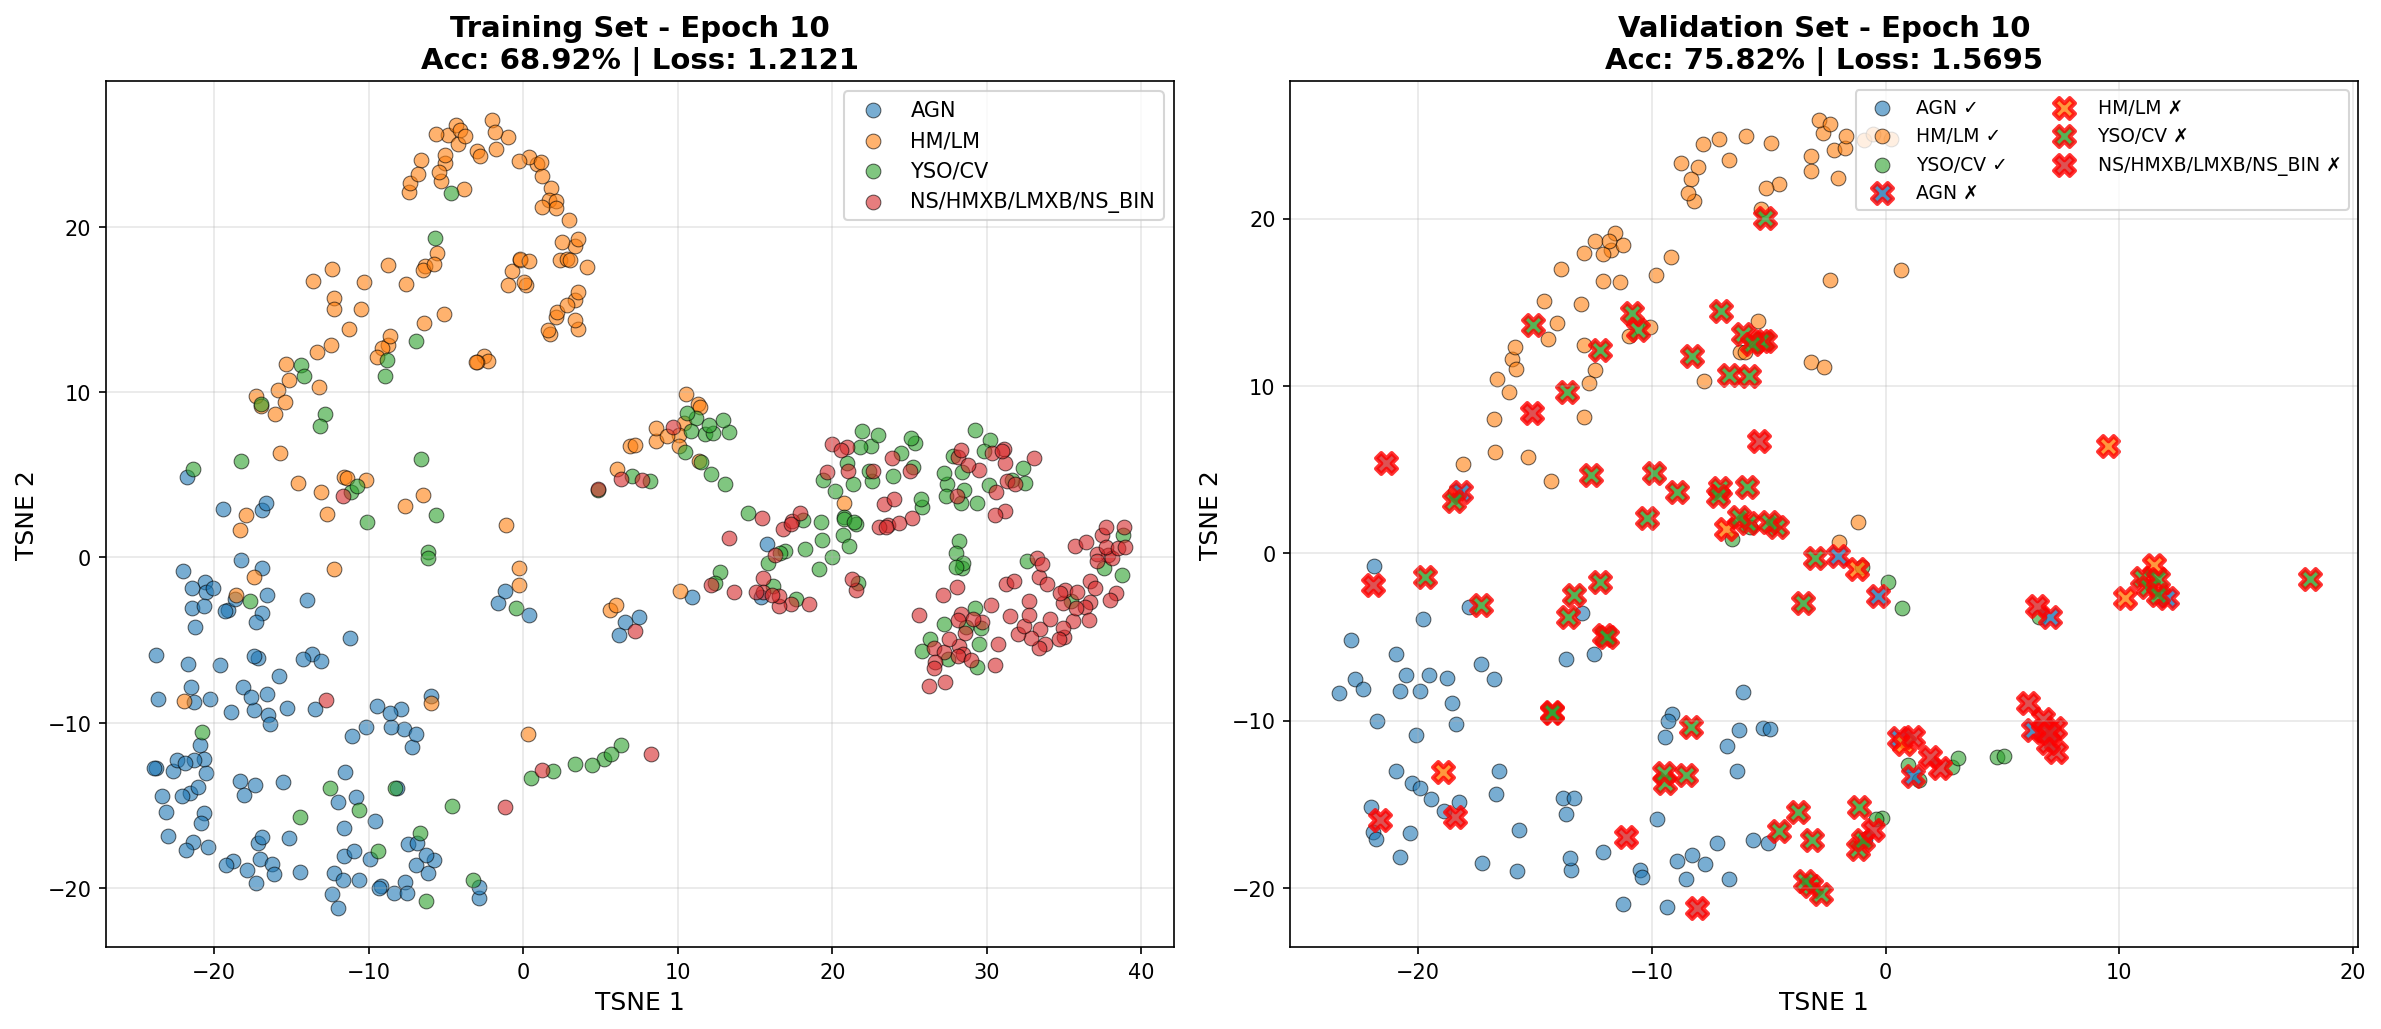 Training Set - Epoch 10
Acc: 68.92% | Loss: 1.2121
AGN
HM/LM
YSO/CV
NS/HMXB/LMXB/NS_BIN
TSNE 2
20
10
0
−10
−20
−20
−10
0
10
20
30
40
TSNE 1
Validation Set - Epoch 10
Acc: 75.82% | Loss: 1.5695
AGN ✓
HM/LM ✓
YSO/CV ✓
AGN ✗
HM/LM ✗
YSO/CV ✗
NS/HMXB/LMXB/NS_BIN ✗
TSNE 2
20
10
0
−10
−20
−20
−10
0
10
20
TSNE 1